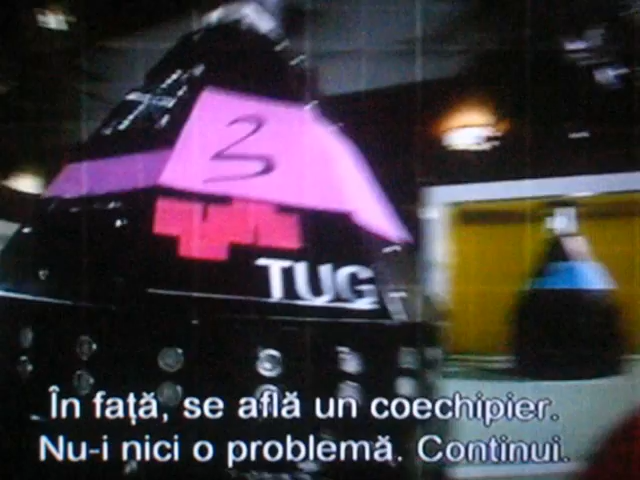 3
TUG
În față, se află un coechipier.
Nu-i nici o problemă. Continui.